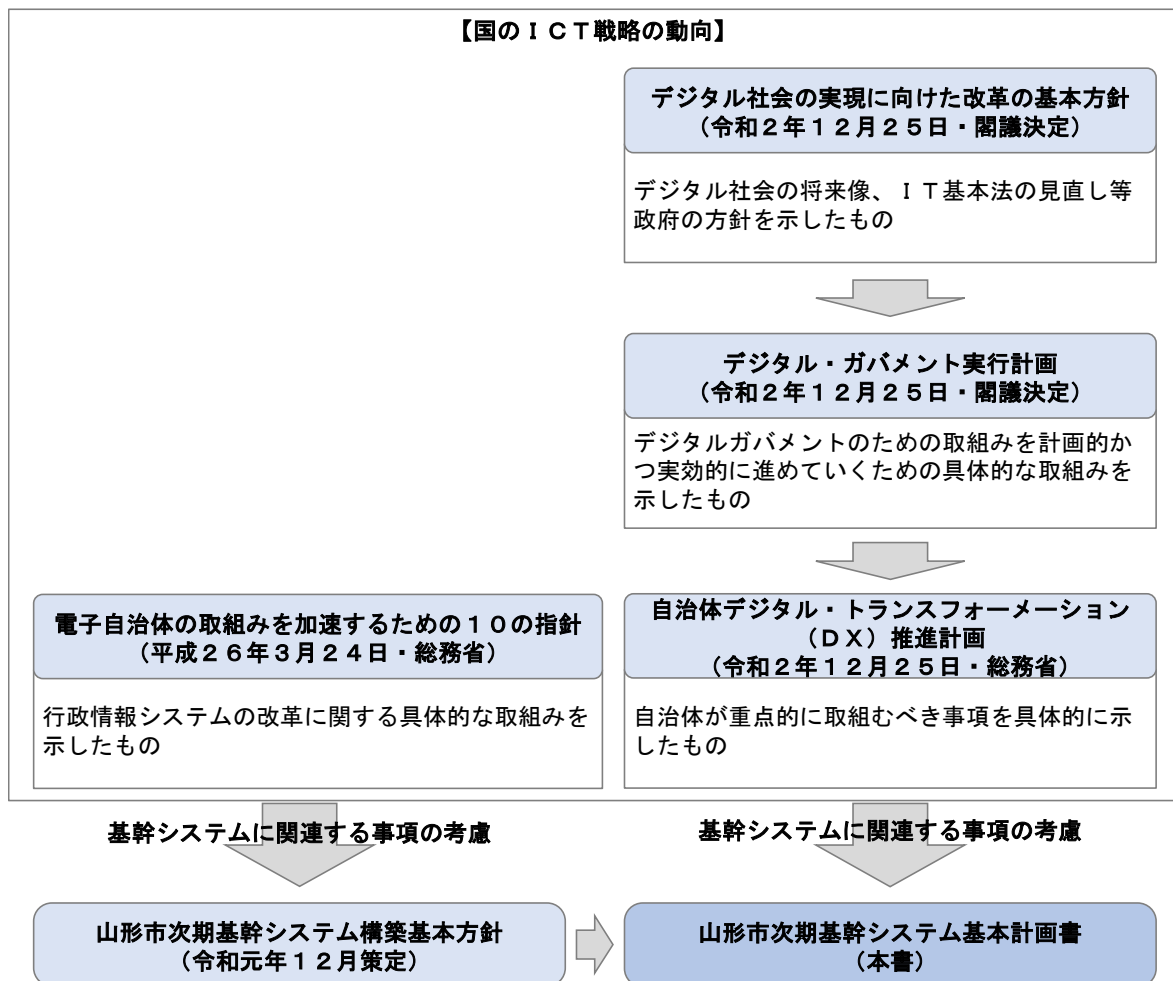 【国のＩＣＴ戦略の動向】
デジタル社会の実現に向けた改革の基本方針
（令和２年１２月２５日・閣議決定）
デジタル社会の将来像、ＩＴ基本法の見直し等
政府の方針を示したもの
デジタル・ガバメント実行計画
（令和２年１２月２５日・閣議決定）
デジタルガバメントのための取組みを計画的か
つ実効的に進めていくための具体的な取組みを
示したもの
電子自治体の取組みを加速するための１０の指針
（平成２６年３月２４日・総務省）
行政情報システムの改革に関する具体的な取組みを
示したもの
自治体デジタル・トランスフォーメーション
（ＤＸ）推進計画
（令和２年１２月２５日・総務省）
自治体が重点的に取組むべき事項を具体的に示
したもの
基幹システムに関連する事項の考慮
基幹システムに関連する事項の考慮
山形市次期基幹システム構築基本方針
（令和元年１２月策定）
山形市次期基幹システム基本計画書
（本書）